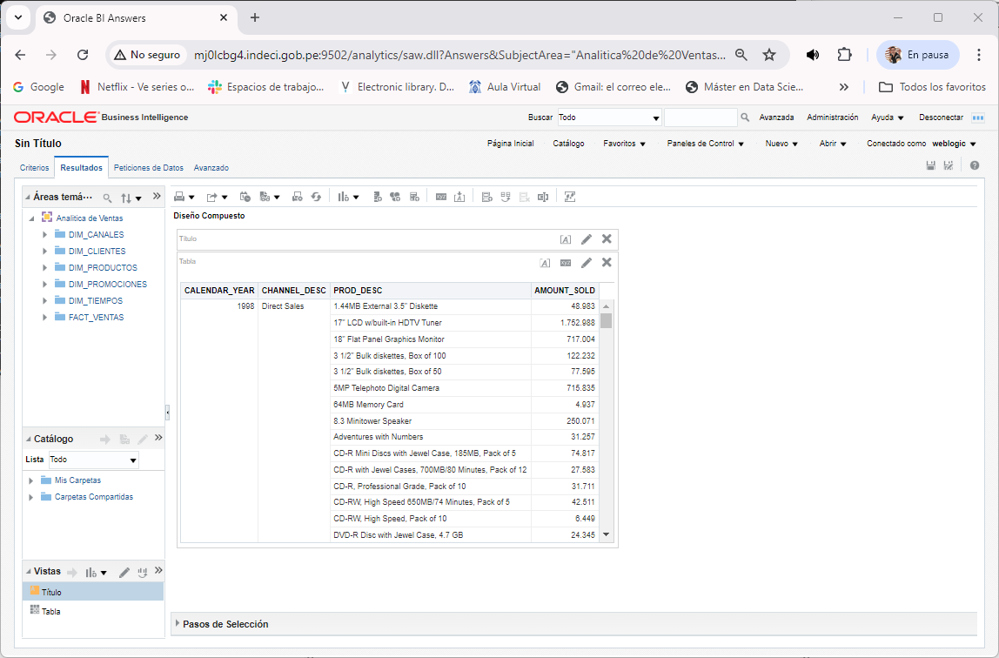 Oracle BI Answers
No seguro
mj0lcbg4.indeci.gob.pe:9502/analytics/saw.dll?Answers&SubjectArea="Analitica%20de%20Ventas...
En pausa
Google
Netflix - Ve series o...
Espacios de trabajo...
Electronic library. D...
Aula Virtual
Gmail: el correo ele...
Máster en Data Scie...
Todos los favoritos
ORACLE Business Intelligence
Buscar Todo
Avanzada
Administración
Ayuda
Desconectar
Sin Título
Página Inicial
Catálogo
Favoritos
Paneles de Control
Nuevo
Abrir
Conectado como weblogic
Criterios
Resultados
Peticiones de Datos
Avanzado
Áreas temá...
Analitica de Ventas
DIM_CANALES
DIM_CLIENTES
DIM_PRODUCTOS
DIM_PROMOCIONES
DIM_TIEMPOS
FACT_VENTAS
Catálogo
Lista Todo
Mis Carpetas
Carpetas Compartidas
Vistas
Título
Tabla
Diseño Compuesto
Título
Tabla
CALENDAR_YEAR CHANNEL_DESC PROD_DESC AMOUNT_SOLD
1998 Direct Sales 1.44MB External 3.5" Diskette 48.983
17" LCD w/built-in HDTV Tuner 1.752.988
18" Flat Panel Graphics Monitor 717.004
3 1/2" Bulk diskettes, Box of 100 122.232
3 1/2" Bulk diskettes, Box of 50 77.595
5MP Telephoto Digital Camera 715.835
64MB Memory Card 4.937
8.3 Minitower Speaker 250.071
Adventures with Numbers 31.257
CD-R Mini Discs with Jewel Case, 185MB, Pack of 5 74.817
CD-R with Jewel Cases, 700MB/80 Minutes, Pack of 12 27.583
CD-R, Professional Grade, Pack of 10 31.711
CD-RW, High Speed 650MB/74 Minutes, Pack of 5 42.511
CD-RW, High Speed, Pack of 10 6.449
DVD-R Disc with Jewel Case, 4.7 GB 24.345
Pasos de Selección